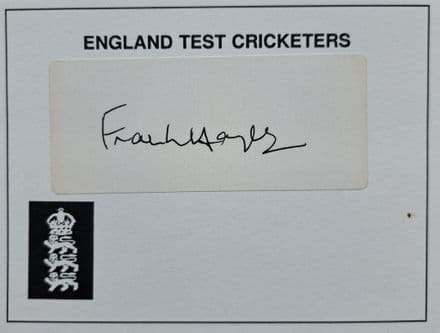 ENGLAND TEST CRICKETERS
Frank Hayes